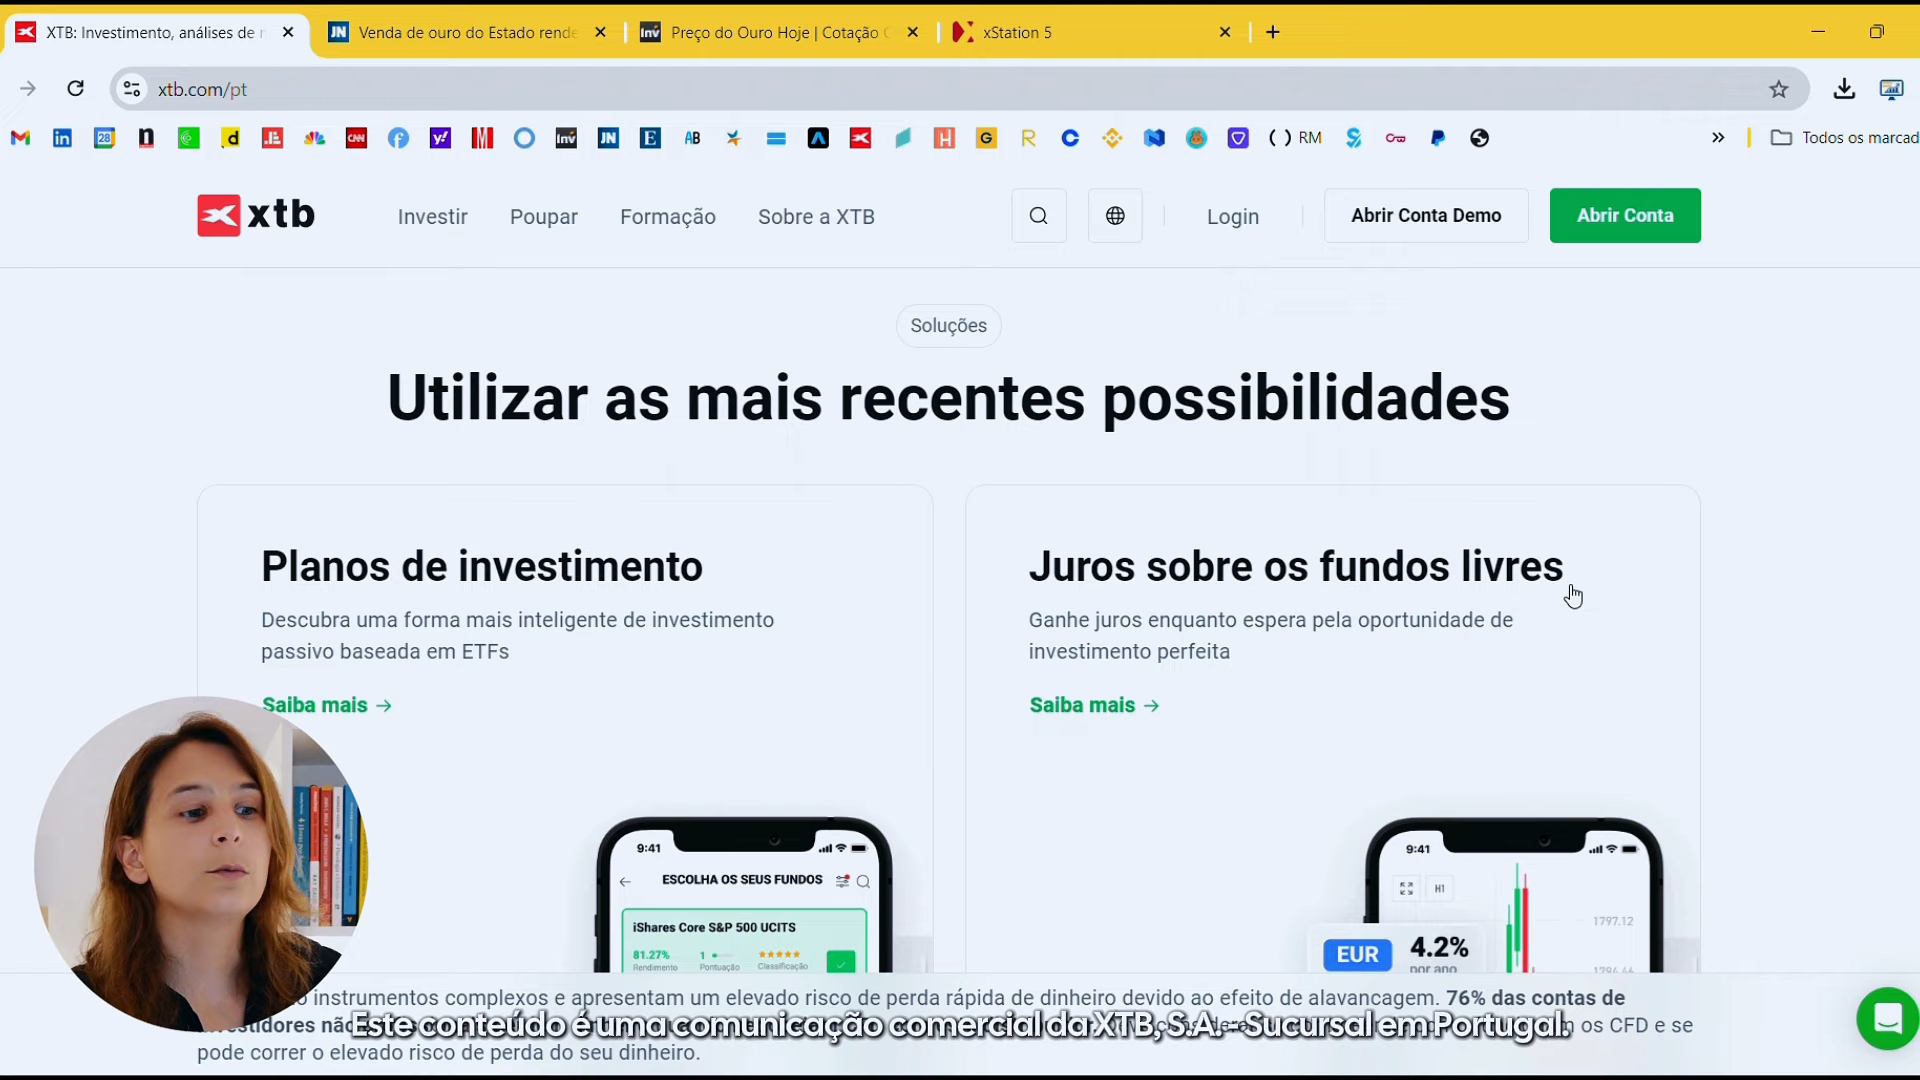 XTB: Investimento, análises de
Venda de ouro do Estado rende
Preço do Ouro Hoje | Cotação
xStation 5
xtb.com/pt
RM
Todos os marcad
xtb
Investir
Poupar
Formação
Sobre a XTB
Login
Abrir Conta Demo
Abrir Conta
Soluções
Utilizar as mais recentes possibilidades
Planos de investimento
Descubra uma forma mais inteligente de investimento
passivo baseada em ETFs
Saiba mais →
Juros sobre os fundos livres
Ganhe juros enquanto espera pela oportunidade de
investimento perfeita
Saiba mais →
9:41
ESCOLHA OS SEUS FUNDOS
iShares Core S&P 500 UCITS
81.27%
Rendimento
1
Pontuação
Classificação
9:41
H1
1797.12
EUR
4.2%
por ano
instrumentos complexos e apresentam um elevado risco de perda rápida de dinheiro devido ao efeito de alavancagem. 76% das contas de
os CFD e se
pode correr o elevado risco de perda do seu dinheiro.
Este conteúdo é uma comunicação comercial da XTB, S.A. - Sucursal em Portugal.